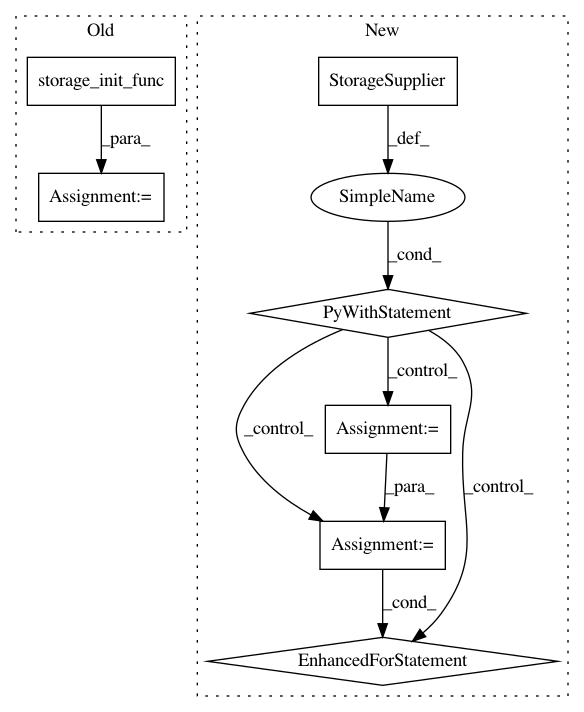 Old
storage_init_func
_para_
Assignment:=
New
StorageSupplier
_def_
SimpleName
_cond_
PyWithStatement
_control_
_control_
_control_
Assignment:=
_para_
Assignment:=
_cond_
EnhancedForStatement